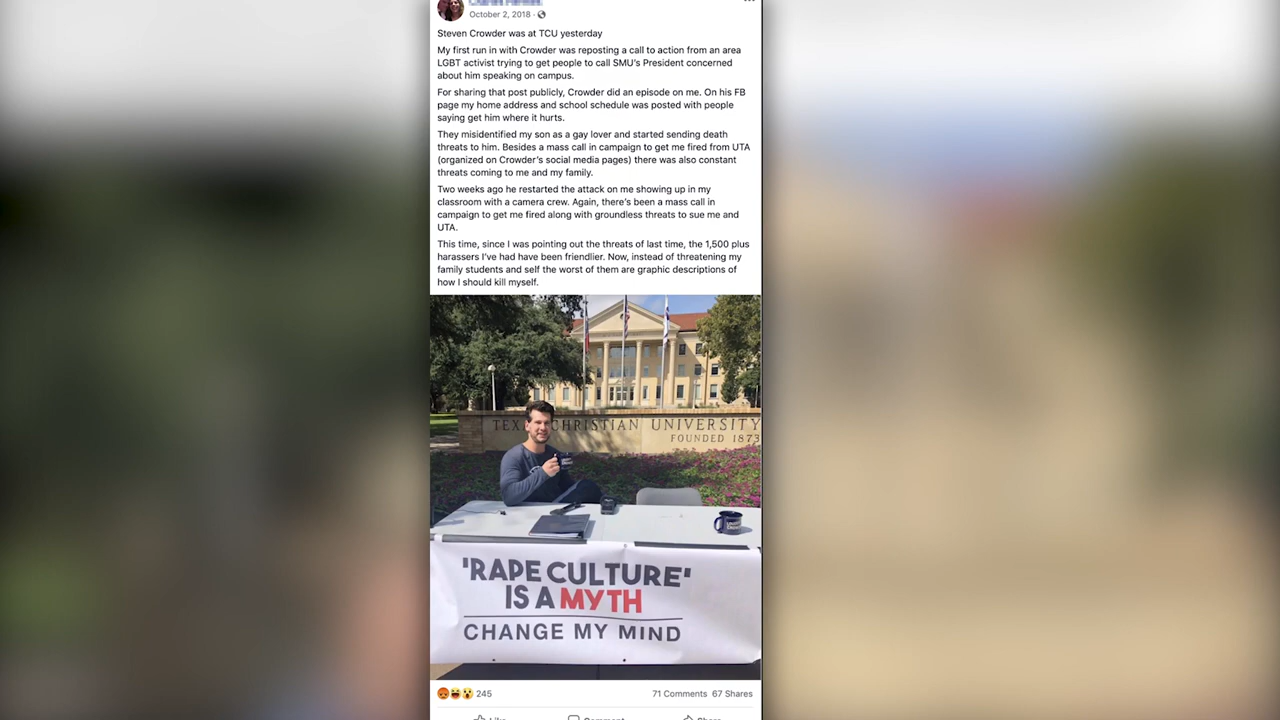 October 2, 2018 ·
Steven Crowder was at TCU yesterday
My first run in with Crowder was reposting a call to action from an area
LGBT activist trying to get people to call SMU's President concerned
about him speaking on campus.
For sharing that post publicly, Crowder did an episode on me. On his FB
page my home address and school schedule was posted with people
saying get him where it hurts.
They misidentified my son as a gay lover and started sending death
threats to him. Besides a mass call in campaign to get me fired from UTA
(organized on Crowder's social media pages) there was also constant
threats coming to me and my family.
Two weeks ago he restarted the attack on me showing up in my
classroom with a camera crew. Again, there's been a mass call in
campaign to get me fired along with groundless threats to sue me and
UTA.
This time, since I was pointing out the threats of last time, the 1,500 plus
harassers I've had have been friendlier. Now, instead of threatening my
family students and self the worst of them are graphic descriptions of
how I should kill myself.
TEXAS CHRISTIAN UNIVERSITY
FOUNDED 1873
'RAPE CULTURE'
IS A MYTH
CHANGE MY MIND
245
71 Comments 67 Shares
Like Comment Share